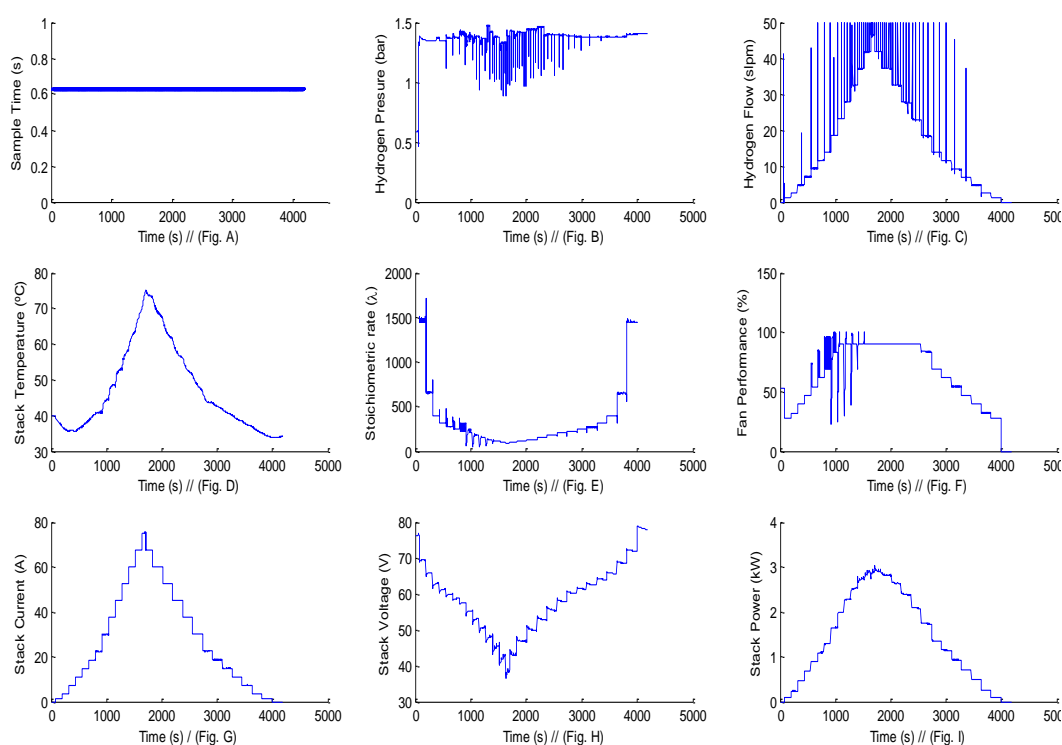 1
0.8
0.6
0.4
0.2
0
0 1000 2000 3000 4000
Sample Time (s)
Time (s) // (Fig. A)
1.5
1
1.5
0
0 1000 2000 3000 4000 5000
Hydrogen Presure (bar)
Time (s) // (Fig. B)
50
40
30
20
10
0
0 1000 2000 3000 4000 500
Hydrogen Flow (slpm)
Time (s) // (Fig. C)
80
70
60
50
40
30
0 1000 2000 3000 4000 5000
Stack Temperature (ºC)
Time (s) // (Fig. D)
2000
1500
1000
500
0
0 1000 2000 3000 4000 5000
Stoichiometric rate (λ)
Time (s) // (Fig. E)
150
100
50
0
0 1000 2000 3000 4000 500
Fan Performance (%)
Time (s) // (Fig. F)
80
60
40
20
0
0 1000 2000 3000 4000 5000
Stack Current (A)
Time (s) / (Fig. G)
80
70
60
50
40
30
0 1000 2000 3000 4000 5000
Stack Voltage (V)
Time (s) // (Fig. H)
4
3
2
1
0
0 1000 2000 3000 4000 500
Stack Power (kW)
Time (s) // (Fig. I)